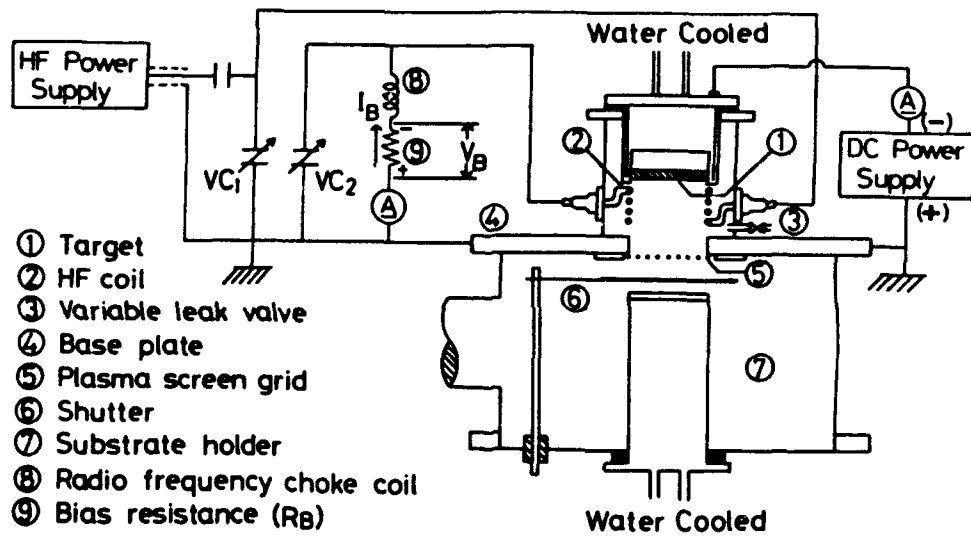 HF Power
Supply
Water Cooled
⑧
I_B
−
⑨
+
V_B
VC₁
VC₂
A
②
①
A
(−)
DC Power
Supply
(+)
④
③
⑤
⑥
⑦
① Target
② HF coil
③ Variable leak valve
④ Base plate
⑤ Plasma screen grid
⑥ Shutter
⑦ Substrate holder
⑧ Radio frequency choke coil
⑨ Bias resistance (RB)
Water Cooled